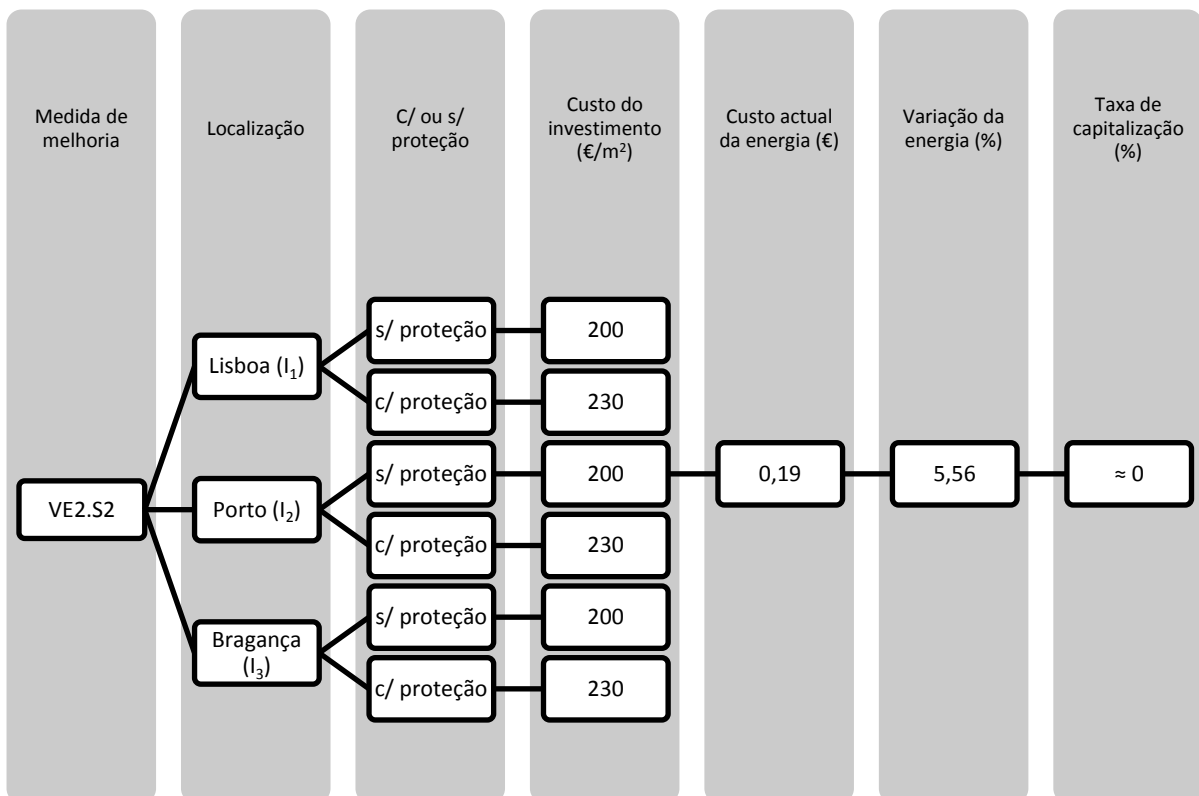 Medida de
melhoria
Localização
C/ ou s/
proteção
Custo do
investimento
(€/m²)
Custo actual
da energia (€)
Variação da
energia (%)
Taxa de
capitalização
(%)
VE2.S2
Lisboa (I₁)
s/ proteção
200
c/ proteção
230
Porto (I₂)
s/ proteção
200
0,19
5,56
≈ 0
c/ proteção
230
Bragança
(I₃)
s/ proteção
200
c/ proteção
230